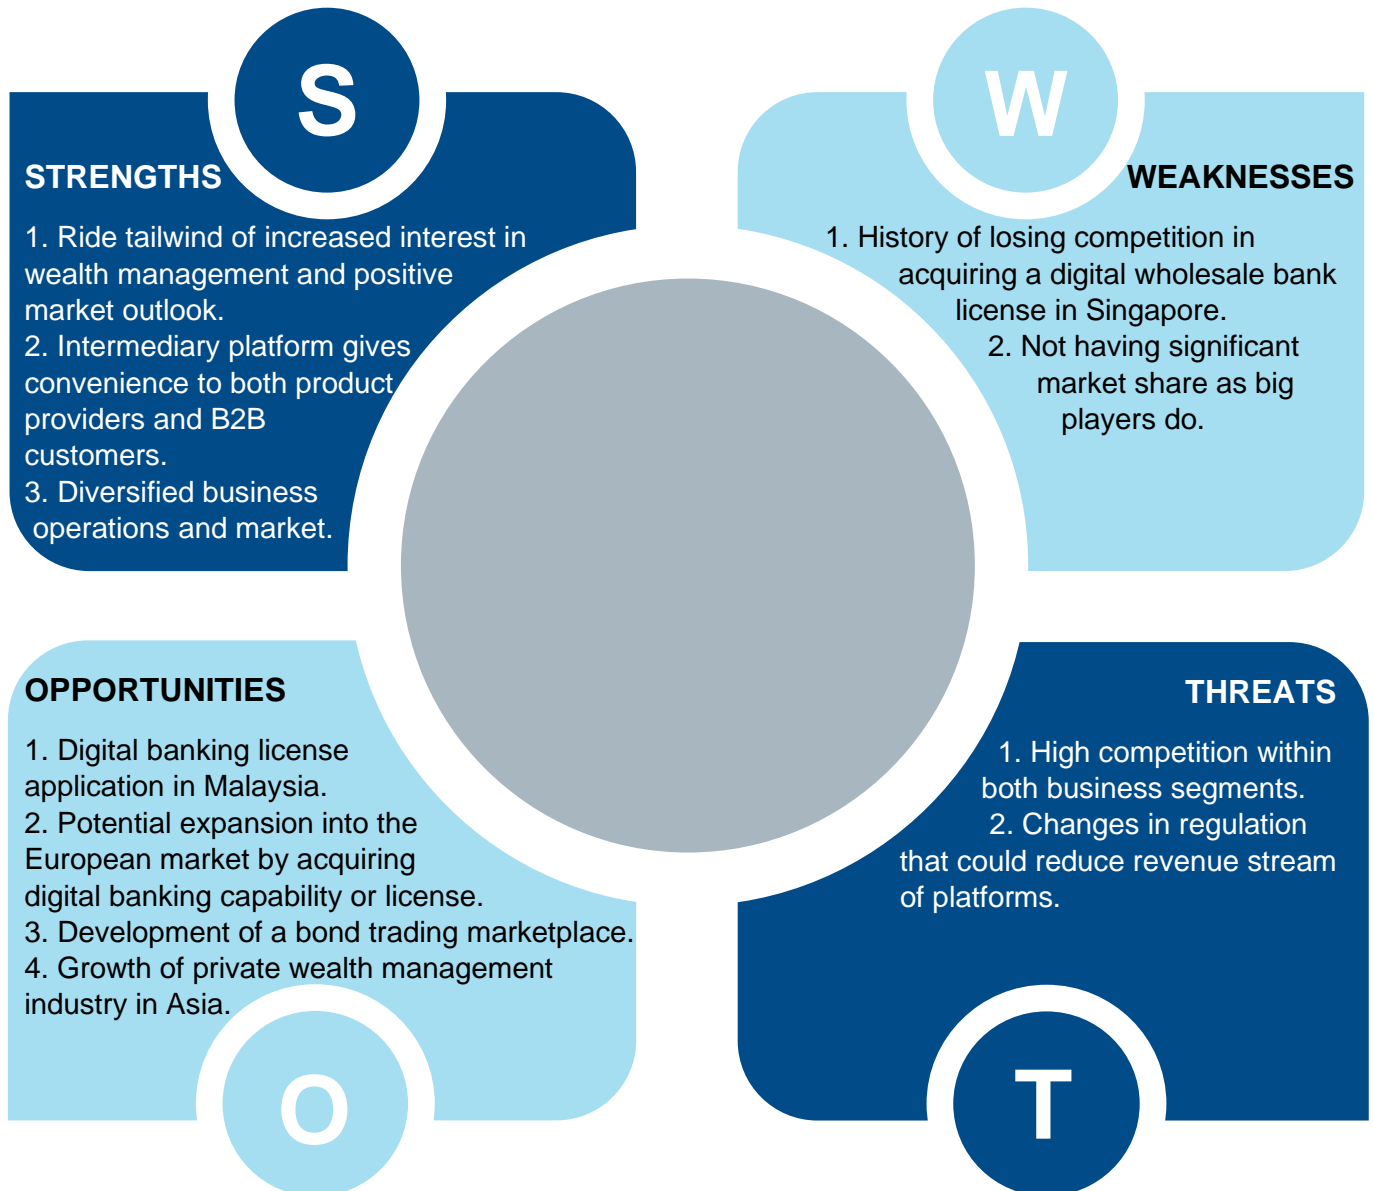 S
STRENGTHS
1. Ride tailwind of increased interest in
wealth management and positive
market outlook.
2. Intermediary platform gives
convenience to both product
providers and B2B
customers.
3. Diversified business
operations and market.
W
WEAKNESSES
1. History of losing competition in
acquiring a digital wholesale bank
license in Singapore.
2. Not having significant
market share as big
players do.
OPPORTUNITIES
1. Digital banking license
application in Malaysia.
2. Potential expansion into the
European market by acquiring
digital banking capability or license.
3. Development of a bond trading marketplace.
4. Growth of private wealth management
industry in Asia.
O
THREATS
1. High competition within
both business segments.
2. Changes in regulation
that could reduce revenue stream
of platforms.
T